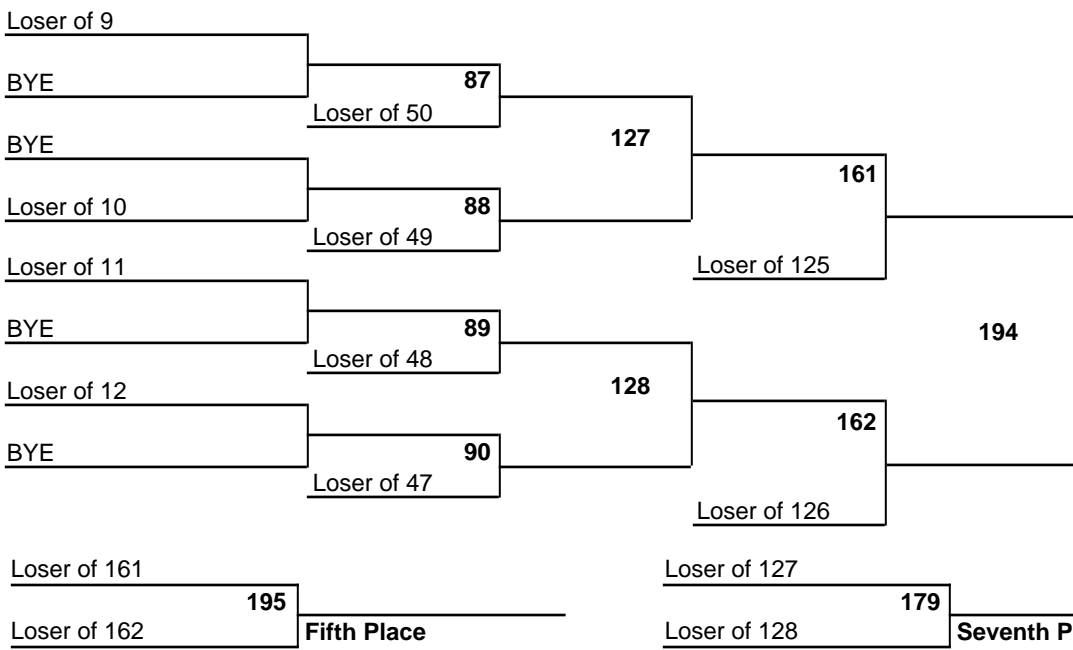 Loser of 9
BYE
87
Loser of 50
127
BYE
161
Loser of 10
88
Loser of 49
Loser of 11
Loser of 125
BYE
89
194
Loser of 48
Loser of 12
128
162
BYE
90
Loser of 47
Loser of 126
Loser of 161
Loser of 127
195
179
Loser of 162
Fifth Place
Loser of 128
Seventh P